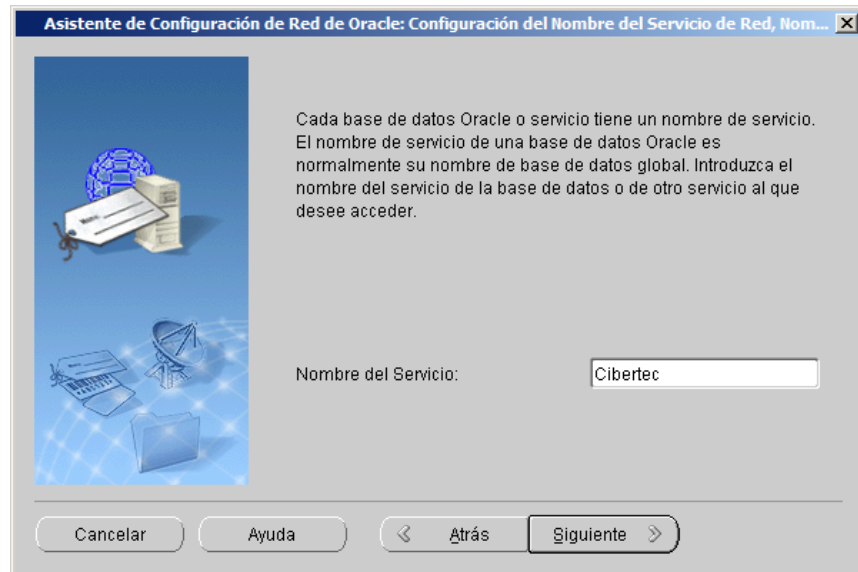 Asistente de Configuración de Red de Oracle: Configuración del Nombre del Servicio de Red, Nom...
Cada base de datos Oracle o servicio tiene un nombre de servicio.
El nombre de servicio de una base de datos Oracle es
normalmente su nombre de base de datos global. Introduzca el
nombre del servicio de la base de datos o de otro servicio al que
desee acceder.
Nombre del Servicio: Cibertec
Cancelar Ayuda Atrás Siguiente